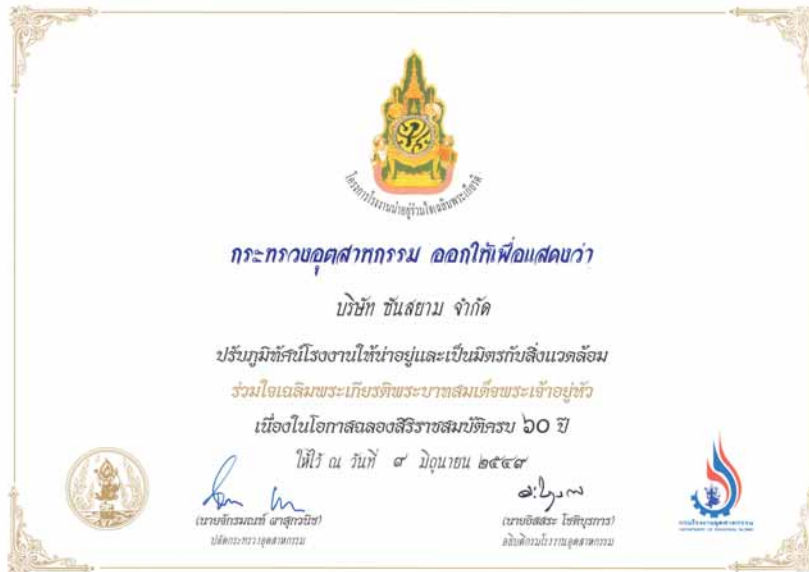 โครงการโรงงานน่าอยู่ร่วมใจเฉลิมพระเกียรติ
กระทรวงอุตสาหกรรม ออกให้เพื่อแสดงว่า
บริษัท ซันสยาม จำกัด
ปรับภูมิทัศน์โรงงานให้น่าอยู่และเป็นมิตรกับสิ่งแวดล้อม
ร่วมใจเฉลิมพระเกียรติพระบาทสมเด็จพระเจ้าอยู่หัว
เนื่องในโอกาสฉลองสิริราชสมบัติครบ ๖๐ ปี
ให้ไว้ ณ วันที่ ๙ มิถุนายน ๒๕๔๙
(นายจักรมณฑ์ ผาสุกวนิช)
ปลัดกระทรวงอุตสาหกรรม
(นายอิสสระ โชติบุรการ)
อธิบดีกรมโรงงานอุตสาหกรรม
กรมโรงงานอุตสาหกรรม
DEPARTMENT OF INDUSTRIAL WORKS